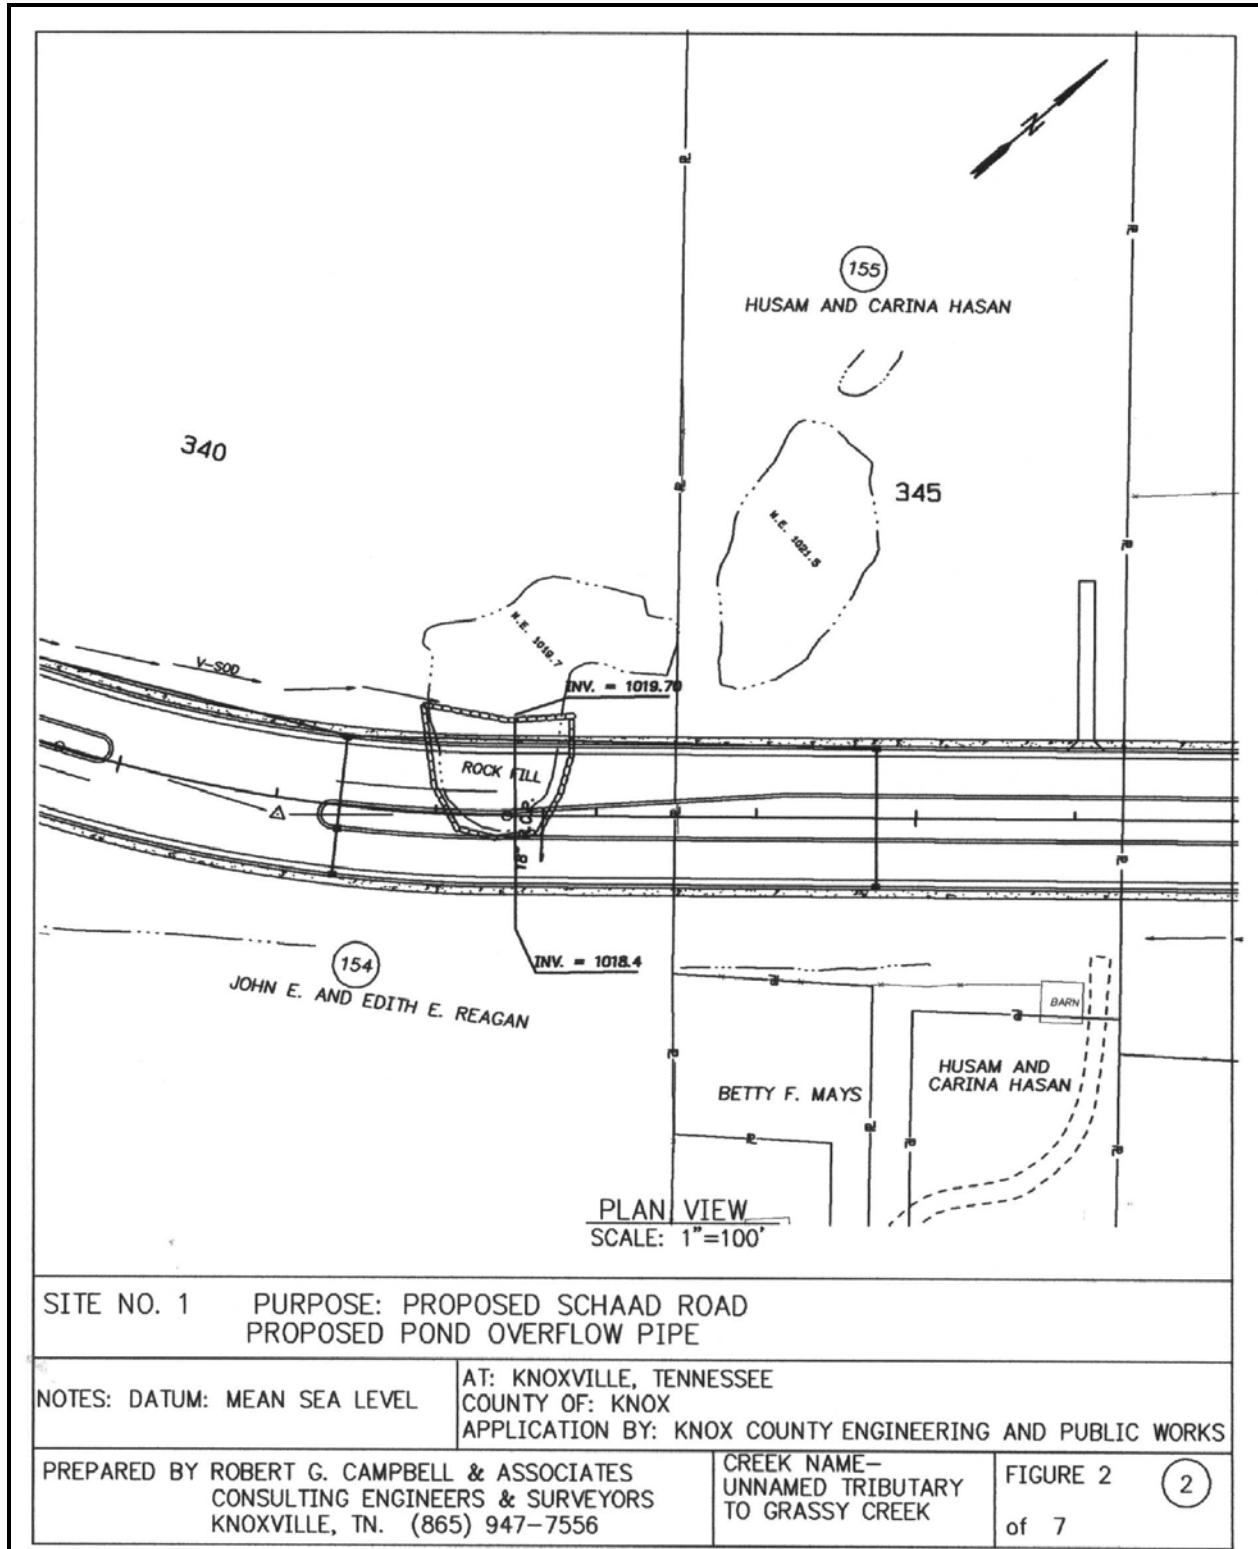 N
155
HUSAM AND CARINA HASAN
340
345
W.E. 1021.5
W.E. 1019.7
V-SOD
INV. = 1019.70
ROCK FILL
18" R.C.P.
INV. = 1018.4
154
JOHN E. AND EDITH E. REAGAN
BARN
HUSAM AND
CARINA HASAN
BETTY F. MAYS
PLAN VIEW
SCALE: 1"=100'
SITE NO. 1 PURPOSE: PROPOSED SCHAAD ROAD
PROPOSED POND OVERFLOW PIPE
NOTES: DATUM: MEAN SEA LEVEL
AT: KNOXVILLE, TENNESSEE
COUNTY OF: KNOX
APPLICATION BY: KNOX COUNTY ENGINEERING AND PUBLIC WORKS
PREPARED BY ROBERT G. CAMPBELL & ASSOCIATES
CONSULTING ENGINEERS & SURVEYORS
KNOXVILLE, TN. (865) 947-7556
CREEK NAME-
UNNAMED TRIBUTARY
TO GRASSY CREEK
FIGURE 2
2
of 7